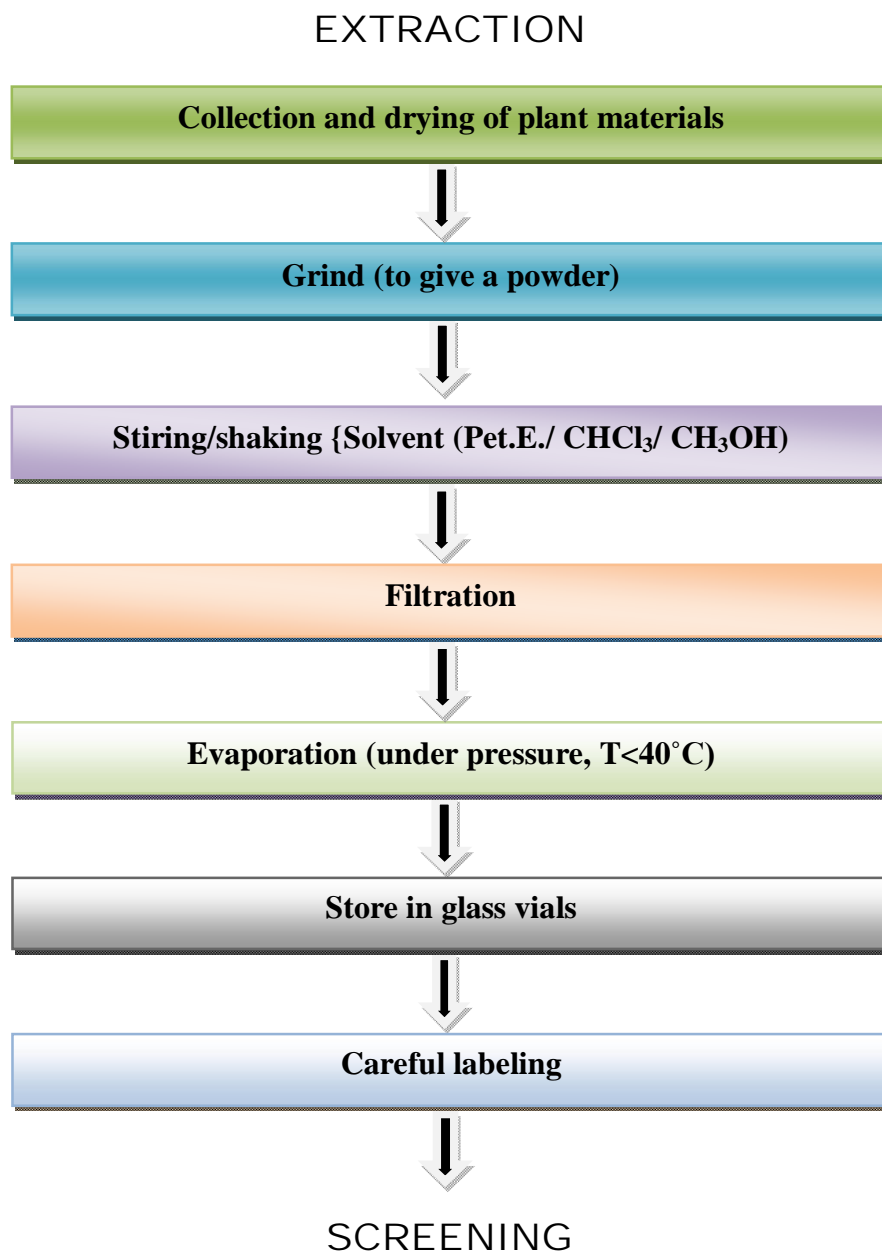 EXTRACTION
Collection and drying of plant materials
Grind (to give a powder)
Stiring/shaking {Solvent (Pet.E./ CHCl₃/ CH₃OH)
Filtration
Evaporation (under pressure, T<40˚C)
Store in glass vials
Careful labeling
SCREENING